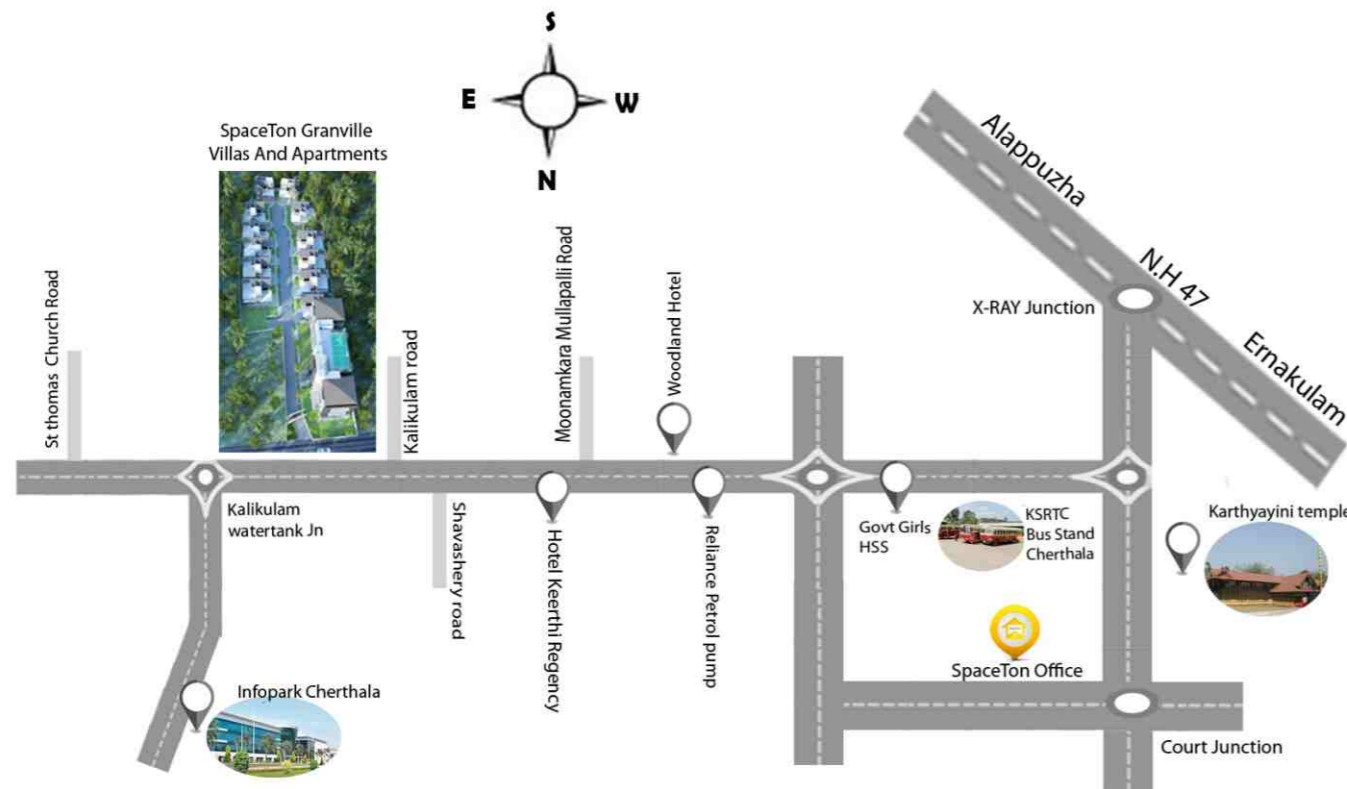 S
E
W
N
SpaceTon Granville
Villas And Apartments
Alappuzha
N.H 47
Ernakulam
X-RAY Junction
St thomas Church Road
Kalikulam road
Moonamkara Mullapalli Road
Woodland Hotel
Kalikulam
watertank Jn
Shavashery road
Hotel Keerthi Regency
Reliance Petrol pump
Govt Girls
HSS
KSRTC
Bus Stand
Cherthala
Karthyayini temple
SpaceTon Office
Infopark Cherthala
Court Junction